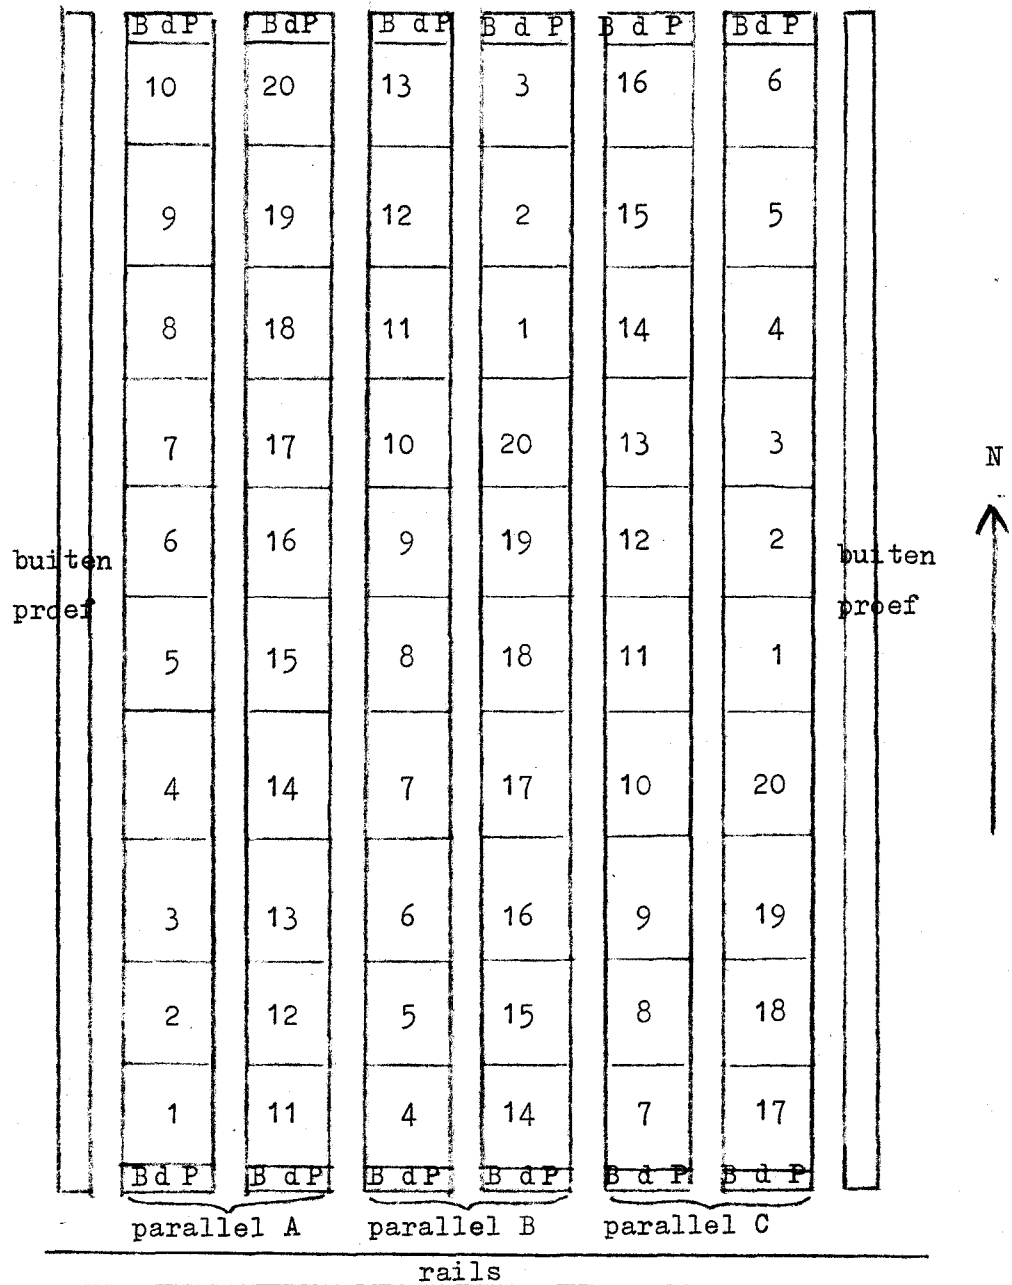 B d P B d P B d P B d P B d P B d P
10 20 13 3 16 6
9 19 12 2 15 5
8 18 11 1 14 4
7 17 10 20 13 3
N
6 16 9 19 12 2
buiten buiten
proef proef
5 15 8 18 11 1
4 14 7 17 10 20
3 13 6 16 9 19
2 12 5 15 8 18
1 11 4 14 7 17
B d P B d P B d P B d P B d P B d P
parallel A parallel B parallel C
rails